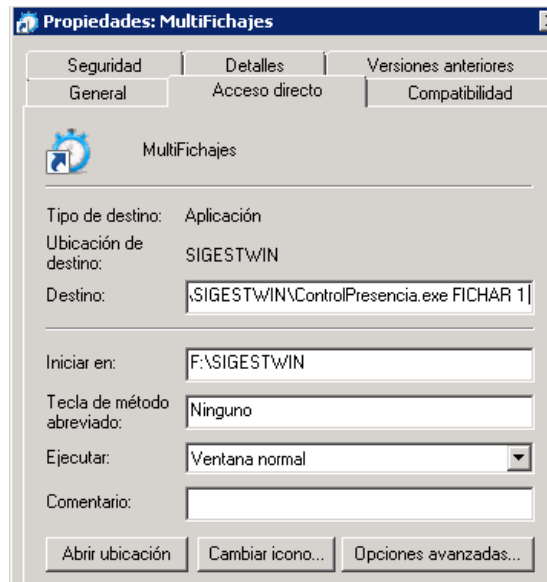 Propiedades: MultiFichajes
Seguridad Detalles Versiones anteriores
General Acceso directo Compatibilidad
MultiFichajes
Tipo de destino: Aplicación
Ubicación de
destino: SIGESTWIN
Destino: \SIGESTWIN\ControlPresencia.exe FICHAR 1
Iniciar en: F:\SIGESTWIN
Tecla de método
abreviado: Ninguno
Ejecutar: Ventana normal
Comentario:
Abrir ubicación Cambiar icono... Opciones avanzadas...